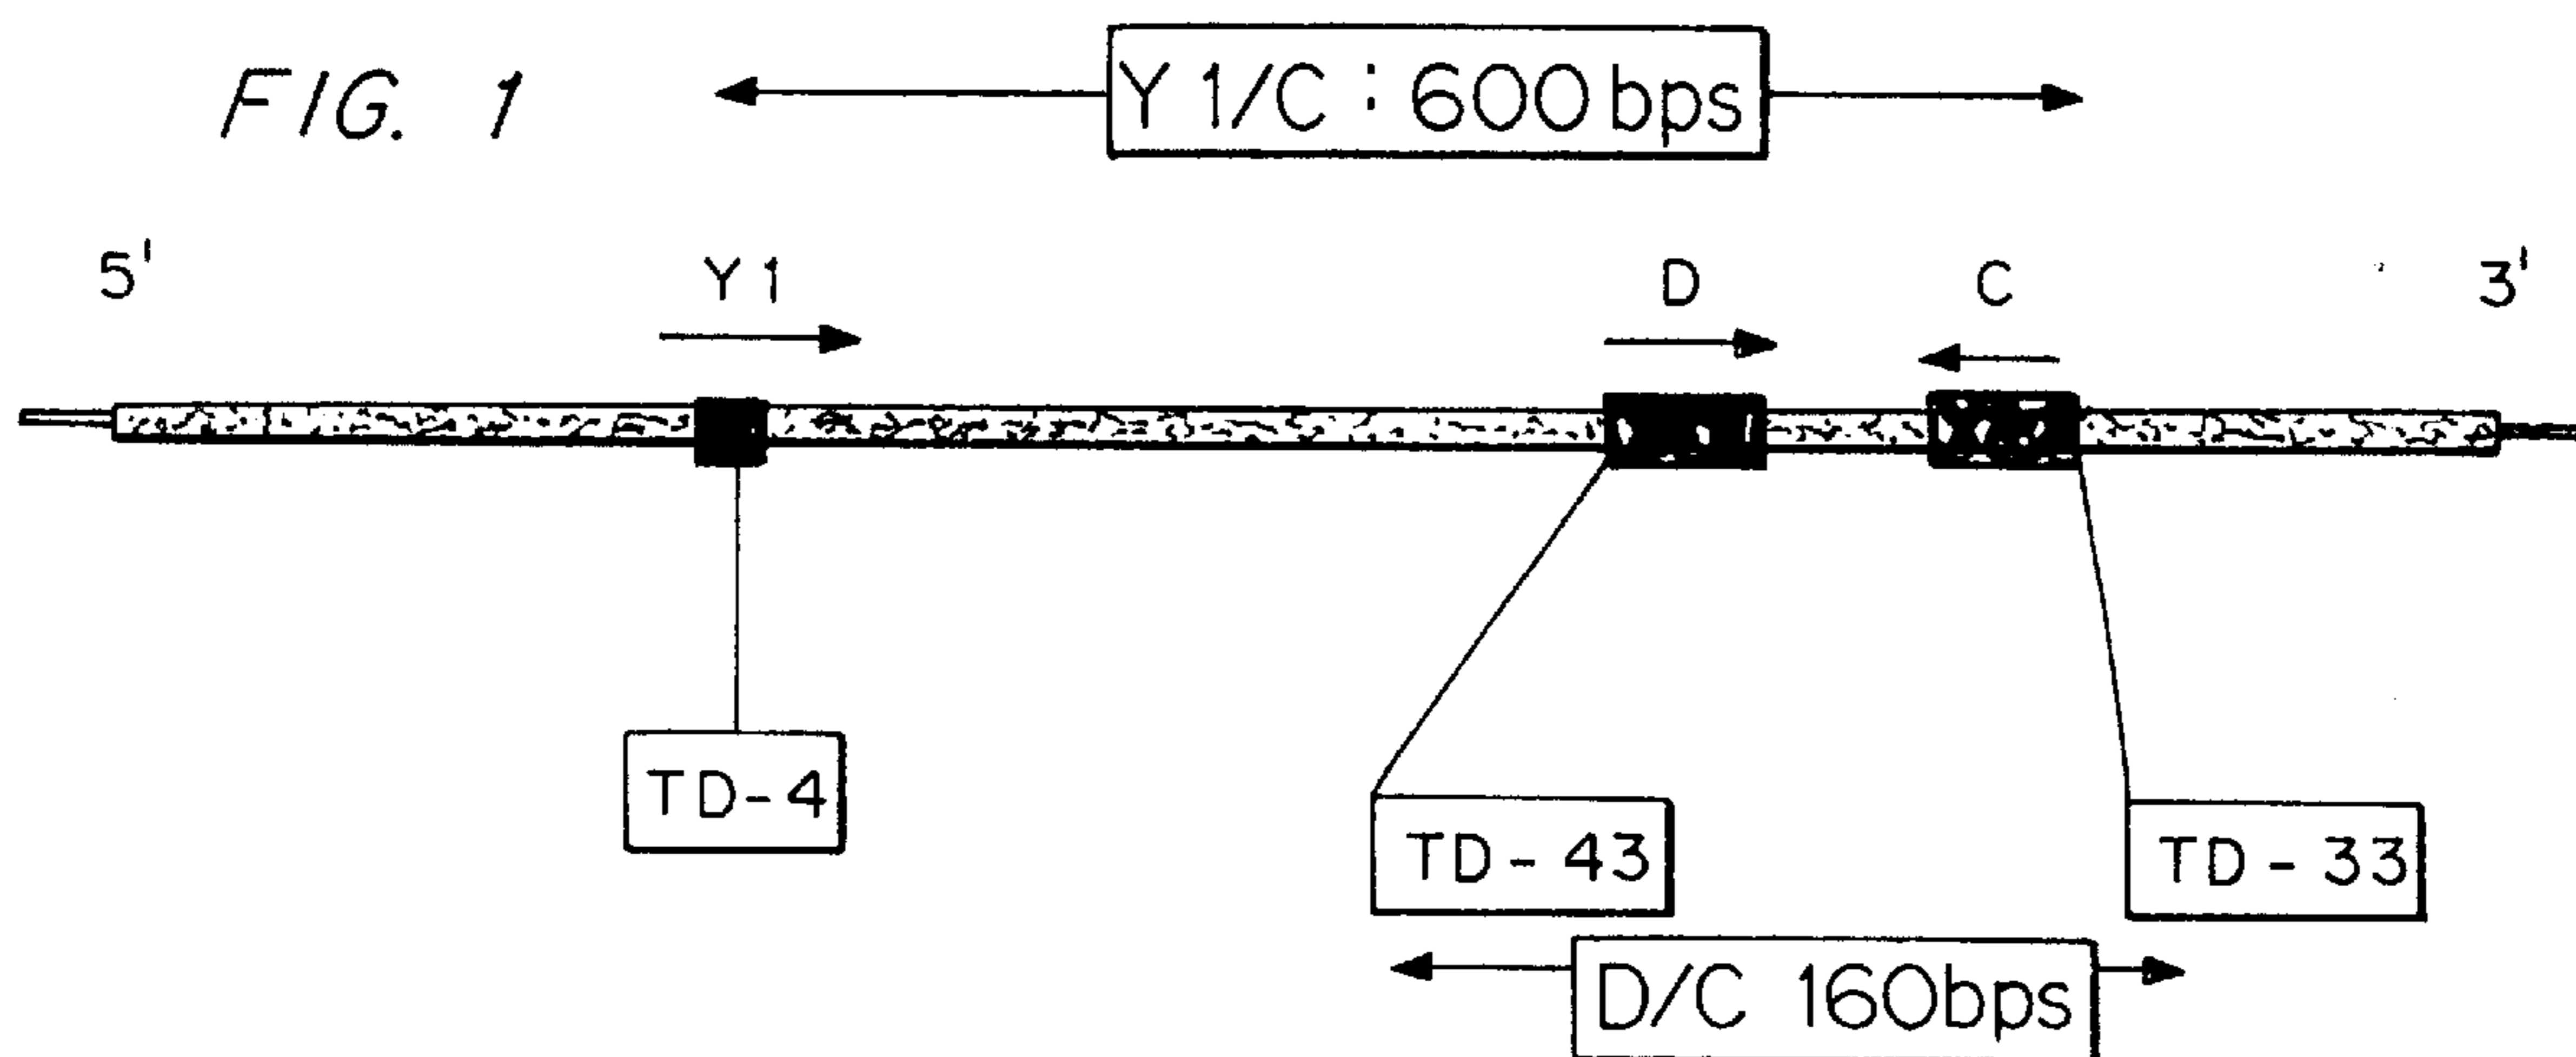 FIG. 1
Y 1/C : 600 bps
5'
Y 1
D
C
3'
TD-4
TD - 43
TD - 33
D/C 160bps